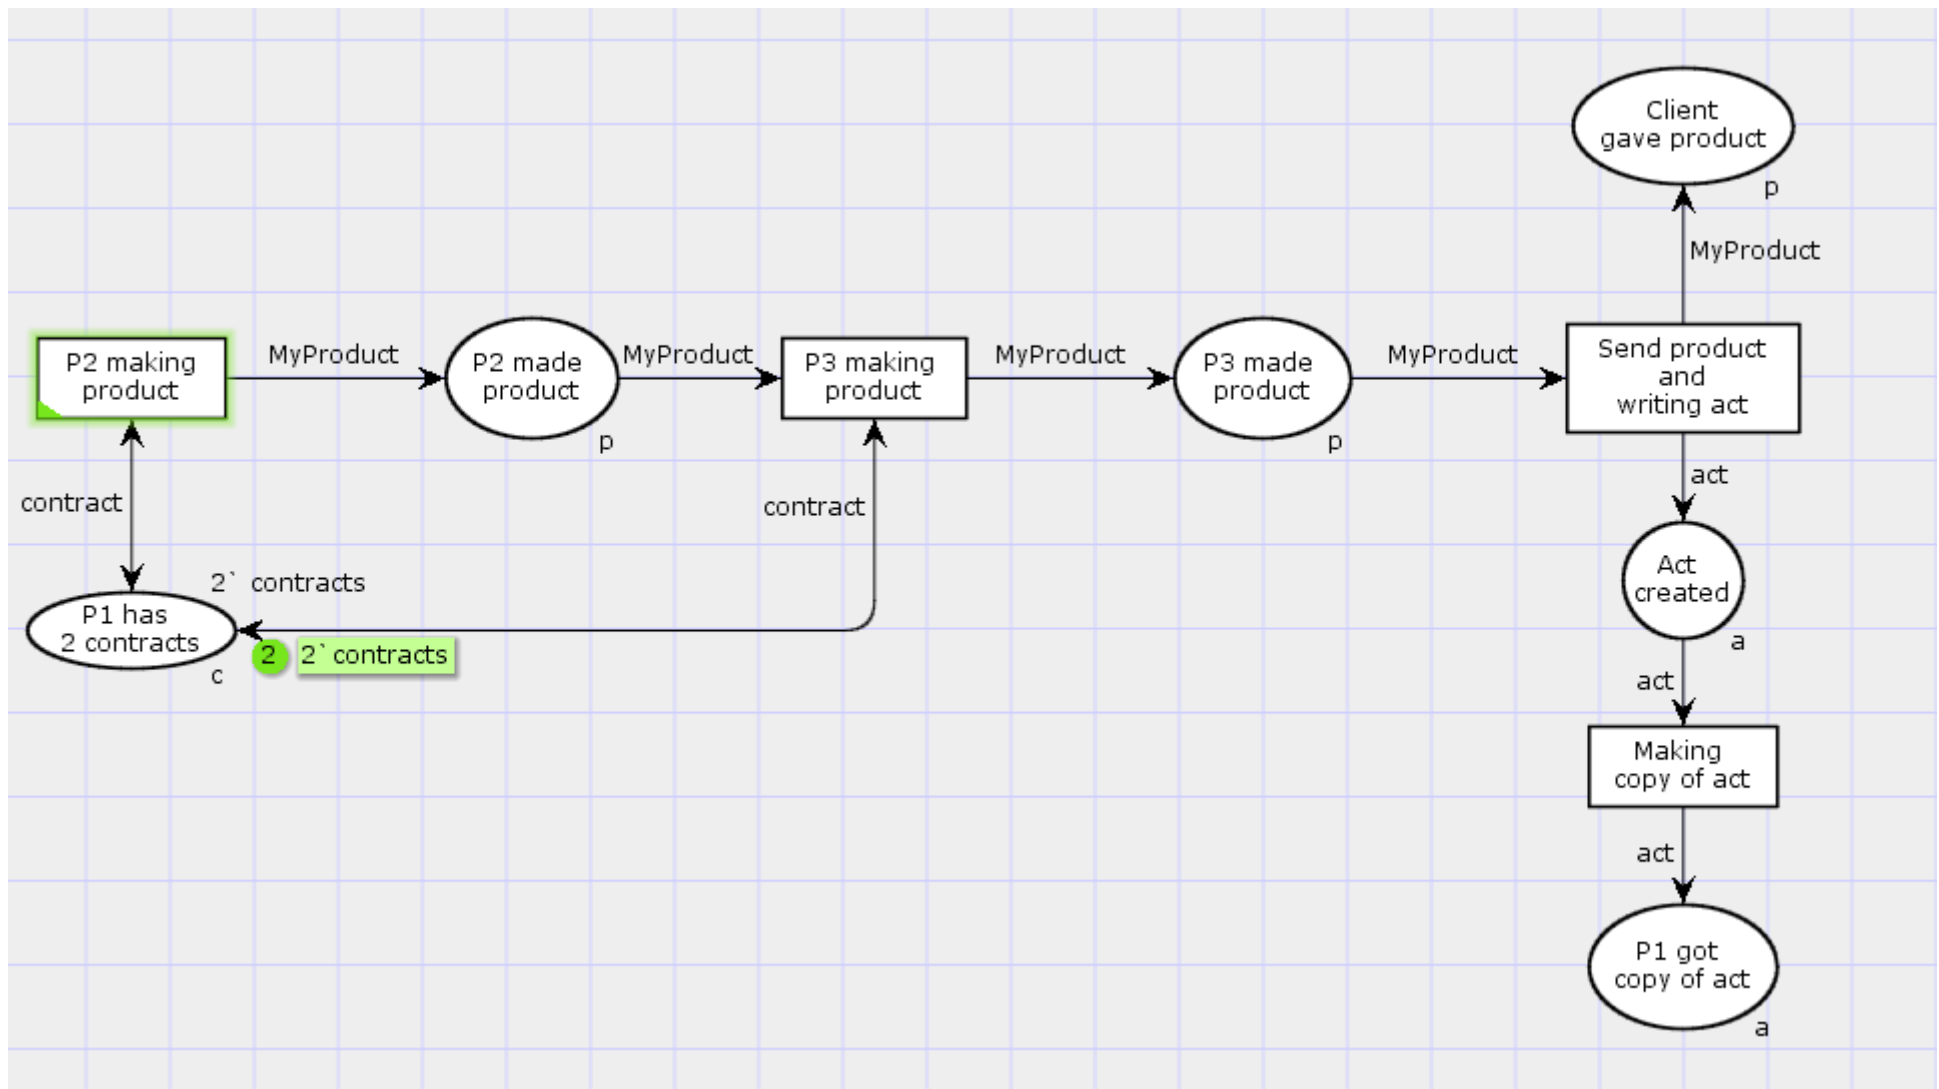 Client
gave product
p
MyProduct
P2 making
product
MyProduct
P2 made
product
p
MyProduct
P3 making
product
MyProduct
P3 made
product
p
MyProduct
Send product
and
writing act
contract
contract
act
2` contracts
P1 has
2 contracts
c
2
2`contracts
Act
created
a
act
Making
copy of act
act
P1 got
copy of act
a